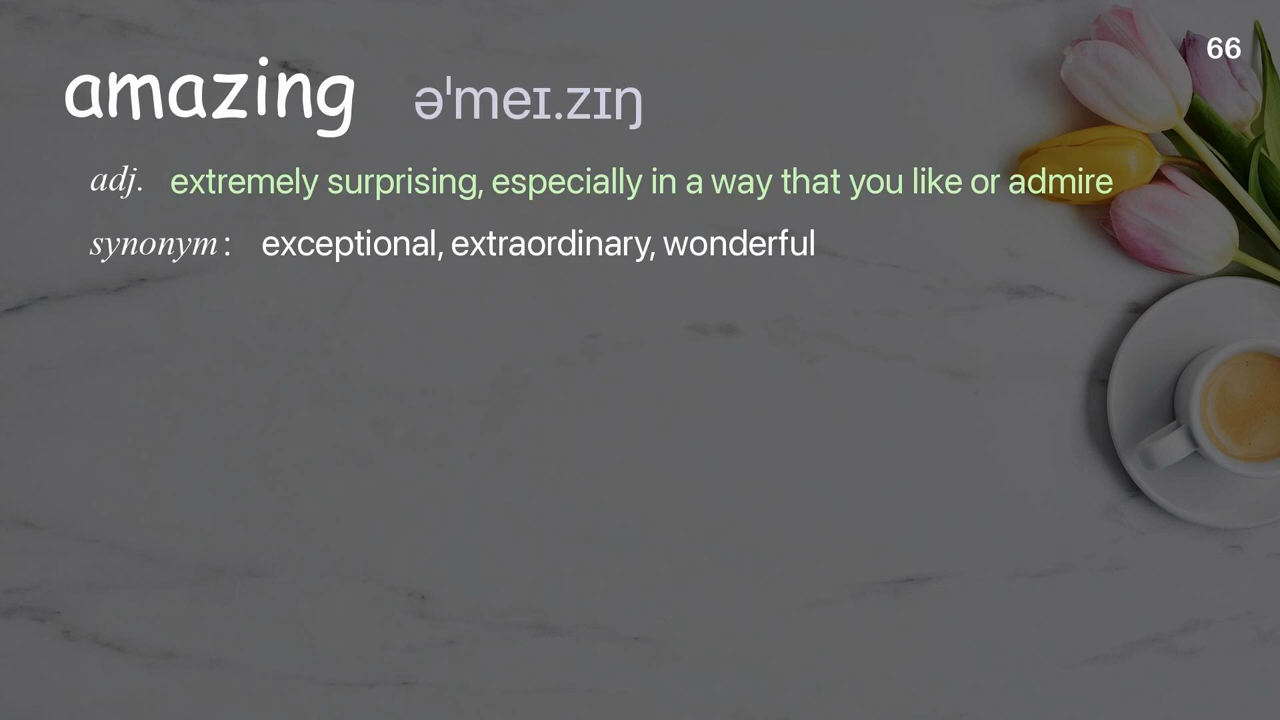 66
amazing əˈmeɪ.zɪŋ
adj. extremely surprising, especially in a way that you like or admire
synonym: exceptional, extraordinary, wonderful